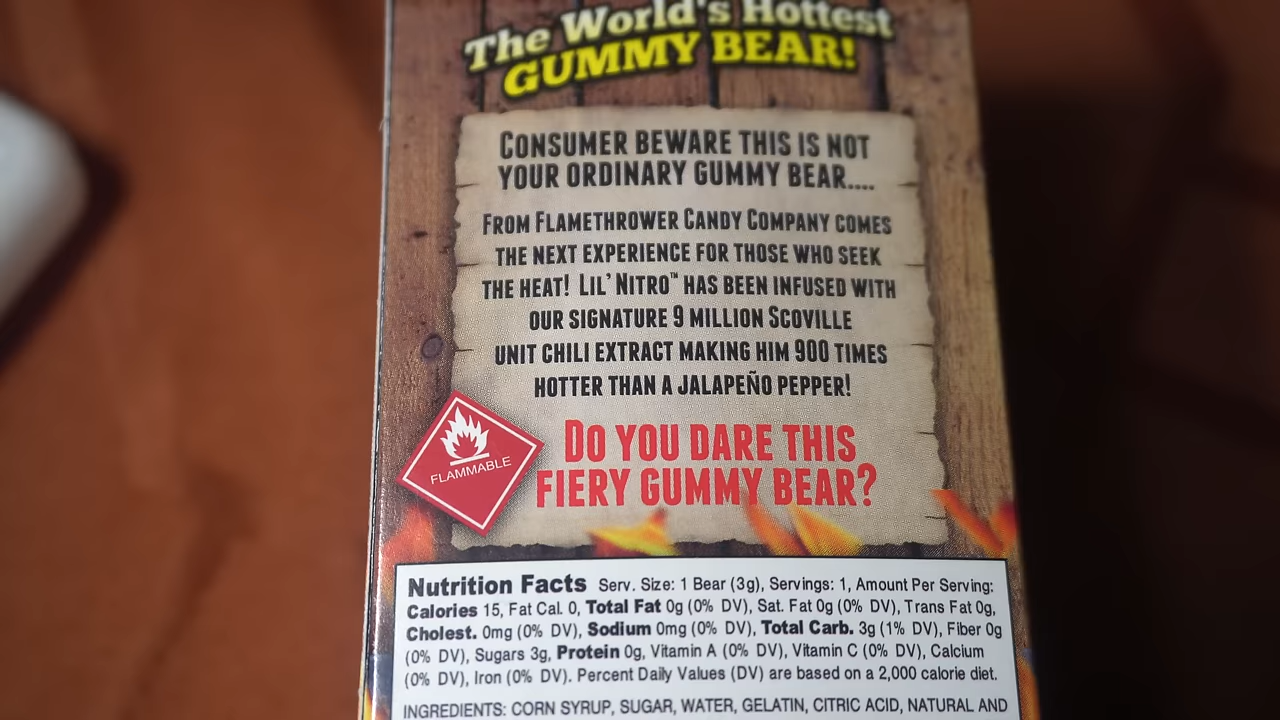 The World's Hottest
GUMMY BEAR!
CONSUMER BEWARE THIS IS NOT
YOUR ORDINARY GUMMY BEAR....
FROM FLAMETHROWER CANDY COMPANY COMES
THE NEXT EXPERIENCE FOR THOSE WHO SEEK
THE HEAT! LIL' NITRO™ HAS BEEN INFUSED WITH
OUR SIGNATURE 9 MILLION SCOVILLE
UNIT CHILI EXTRACT MAKING HIM 900 TIMES
HOTTER THAN A JALAPEÑO PEPPER!
FLAMMABLE
DO YOU DARE THIS
FIERY GUMMY BEAR?
Nutrition Facts Serv. Size: 1 Bear (3g), Servings: 1, Amount Per Serving:
Calories 15, Fat Cal. 0, Total Fat 0g (0% DV), Sat. Fat 0g (0% DV), Trans Fat 0g,
Cholest. 0mg (0% DV), Sodium 0mg (0% DV), Total Carb. 3g (1% DV), Fiber 0g
(0% DV), Sugars 3g, Protein 0g, Vitamin A (0% DV), Vitamin C (0% DV), Calcium
(0% DV), Iron (0% DV). Percent Daily Values (DV) are based on a 2,000 calorie diet.
INGREDIENTS: CORN SYRUP, SUGAR, WATER, GELATIN, CITRIC ACID, NATURAL AND